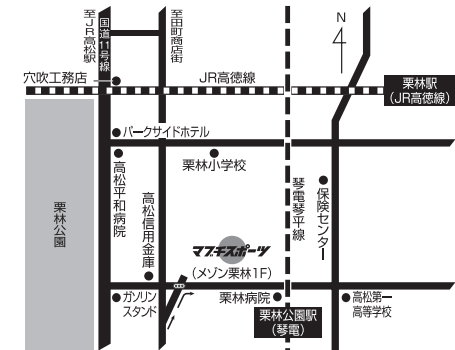 至JR高松駅
国道11号線
至田町商店街
N
穴吹工務店
JR高徳線
栗林駅
(JR高徳線)
パークサイドホテル
栗林小学校
高松平和病院
高松信用金庫
琴電琴平線
保険センター
栗林公園
マブチスポーツ
(メゾン栗林1F)
ガソリン
スタンド
栗林病院
栗林公園駅
(琴電)
高松第一
高等学校